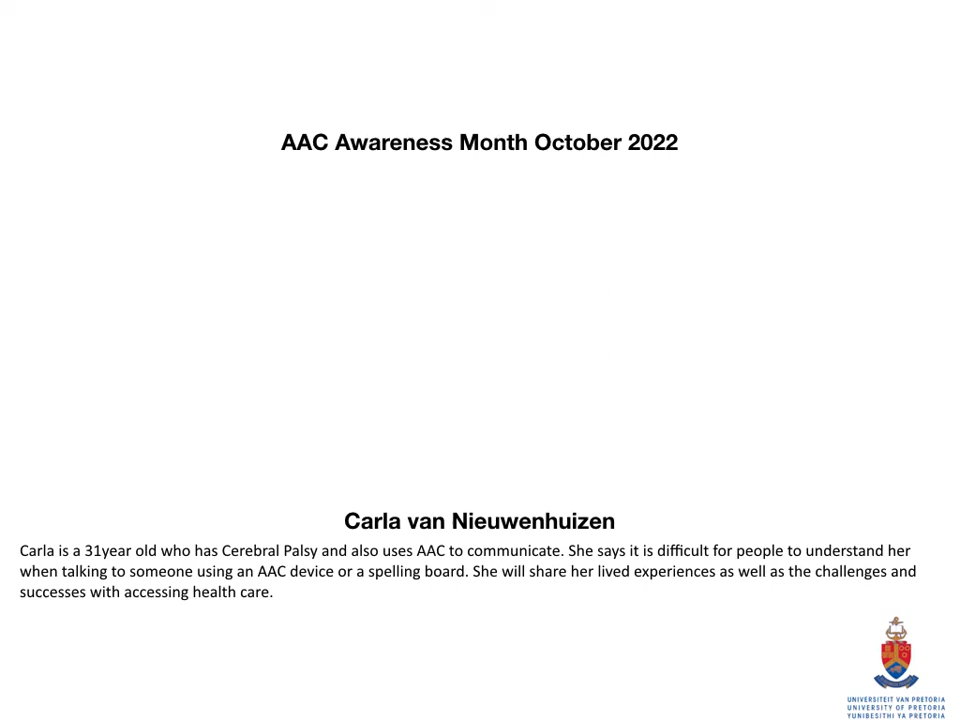 AAC Awareness Month October 2022
Carla van Nieuwenhuizen
Carla is a 31year old who has Cerebral Palsy and also uses AAC to communicate. She says it is difficult for people to understand her
when talking to someone using an AAC device or a spelling board. She will share her lived experiences as well as the challenges and
successes with accessing health care.
UNIVERSITEIT VAN PRETORIA
UNIVERSITY OF PRETORIA
YUNIBESITHI YA PRETORIA